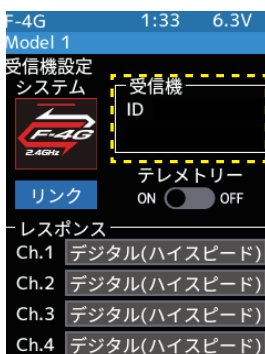 F-4G 1:33 6.3V
Model 1
受信機設定
システム
受信機
ID
F-4G
2.4GHz
テレメトリー
リンク
ON OFF
レスポンス
Ch.1 デジタル(ハイスピード)
Ch.2 デジタル(ハイスピード)
Ch.3 デジタル(ハイスピード)
Ch.4 デジタル(ハイスピード)